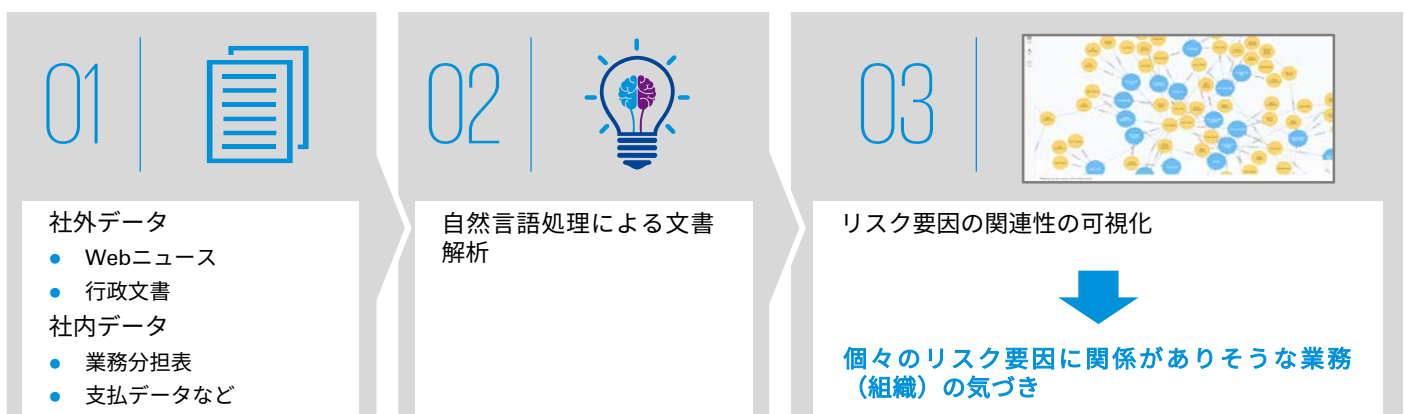 01
社外データ
● Webニュース
● 行政文書
社内データ
● 業務分担表
● 支払データなど
02
自然言語処理による文書
解析
03
リスク要因の関連性の可視化
個々のリスク要因に関係がありそうな業務
（組織）の気づき